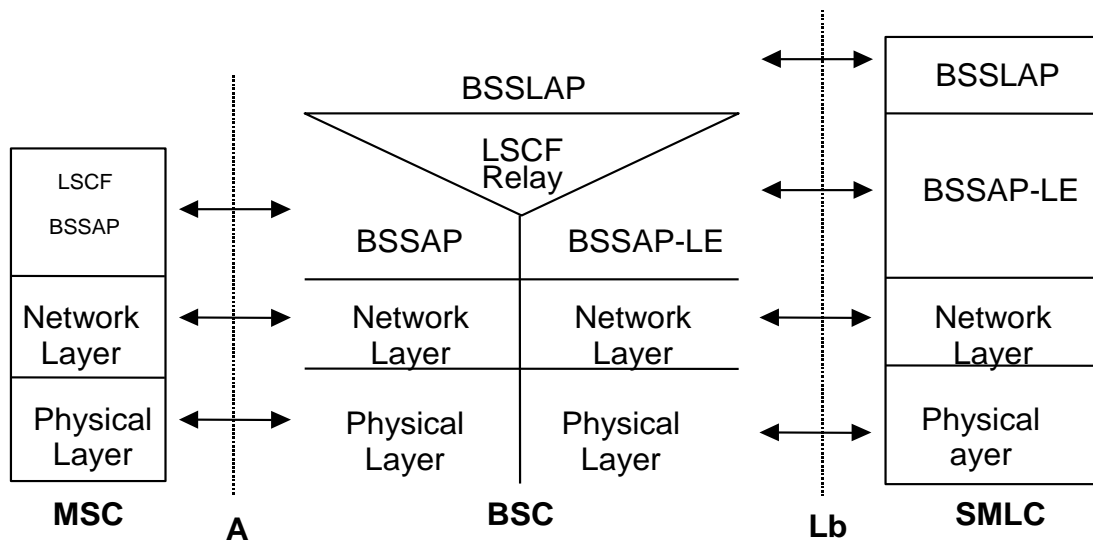 LSCF
BSSAP
Network
Layer
Physical
Layer
MSC
A
BSSLAP
LSCF
Relay
BSSAP
BSSAP-LE
Network
Layer
Network
Layer
Physical
Layer
Physical
Layer
BSC
Lb
BSSLAP
BSSAP-LE
Network
Layer
Physical
ayer
SMLC